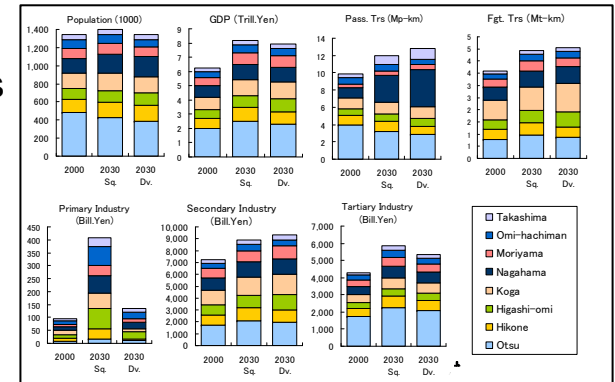 s
Population (1000)
1,400
1,200
1,000
800
600
400
200
0
2000 2030 2030
Sq. Dv.
GDP (Trill.Yen)
9
8
7
6
5
4
3
2
1
0
2000 2030 2030
Sq. Dv.
Pass. Trs (Mp-km)
14
12
10
8
6
4
2
0
2000 2030 2030
Sq. Dv.
Fgt. Trs (Mt-km)
5
5
4
4
3
3
2
2
1
1
0
2000 2030 2030
Sq. Dv.
Primary Industry
(Bill.Yen)
450
400
350
300
250
200
150
100
50
0
2000 2030 2030
Sq. Dv.
Secondary Industry
(Bill.Yen)
10,000
9,000
8,000
7,000
6,000
5,000
4,000
3,000
2,000
1,000
0
2000 2030 2030
Sq. Dv.
Tartiary Industry
(Bill.Yen)
7,000
6,000
5,000
4,000
3,000
2,000
1,000
0
2000 2030 2030
Sq. Dv.
Takashima
Omi-hachiman
Moriyama
Nagahama
Koga
Higashi-omi
Hikone
Otsu